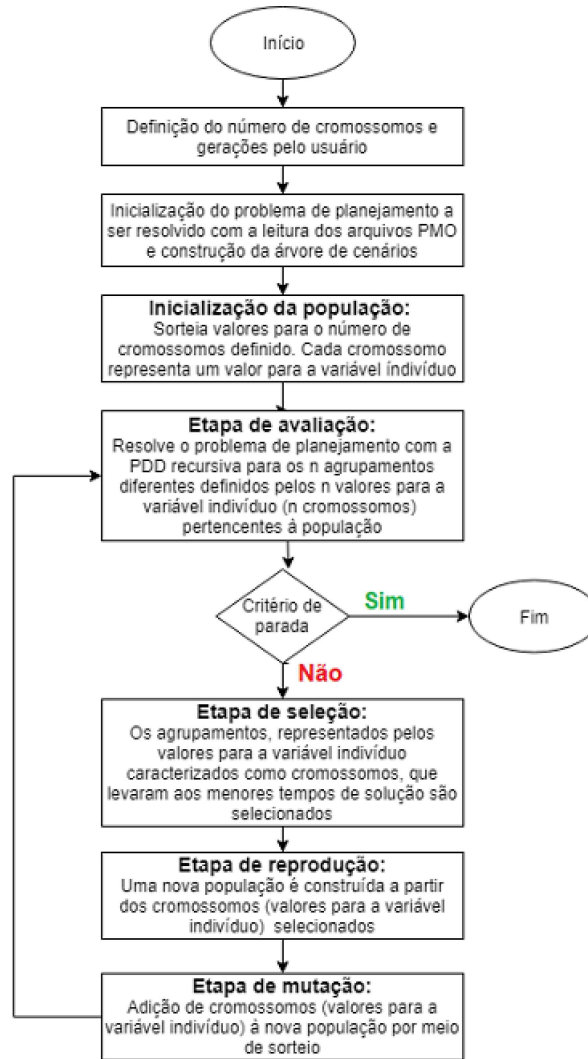 Início
Definição do número de cromossomos e
gerações pelo usuário
Inicialização do problema de planejamento a
ser resolvido com a leitura dos arquivos PMO
e construção da árvore de cenários
Inicialização da população:
Sorteia valores para o número de
cromossomos definido. Cada cromossomo
representa um valor para a variável índivíduo
Etapa de avaliação:
Resolve o problema de planejamento com a
PDD recursiva para os n agrupamentos
diferentes definidos pelos n valores para a
variável indivíduo (n cromossomos)
pertencentes à população
Critério de
parada
Sim
Fim
Não
Etapa de seleção:
Os agrupamentos, representados pelos
valores para a variável indivíduo
caracterizados como cromossomos, que
levaram aos menores tempos de solução são
selecionados
Etapa de reprodução:
Uma nova população é construída a partir
dos cromossomos (valores para a variável
indivíduo) selecionados
Etapa de mutação:
Adição de cromossomos (valores para a
variável indivíduo) à nova população por meio
de sorteio